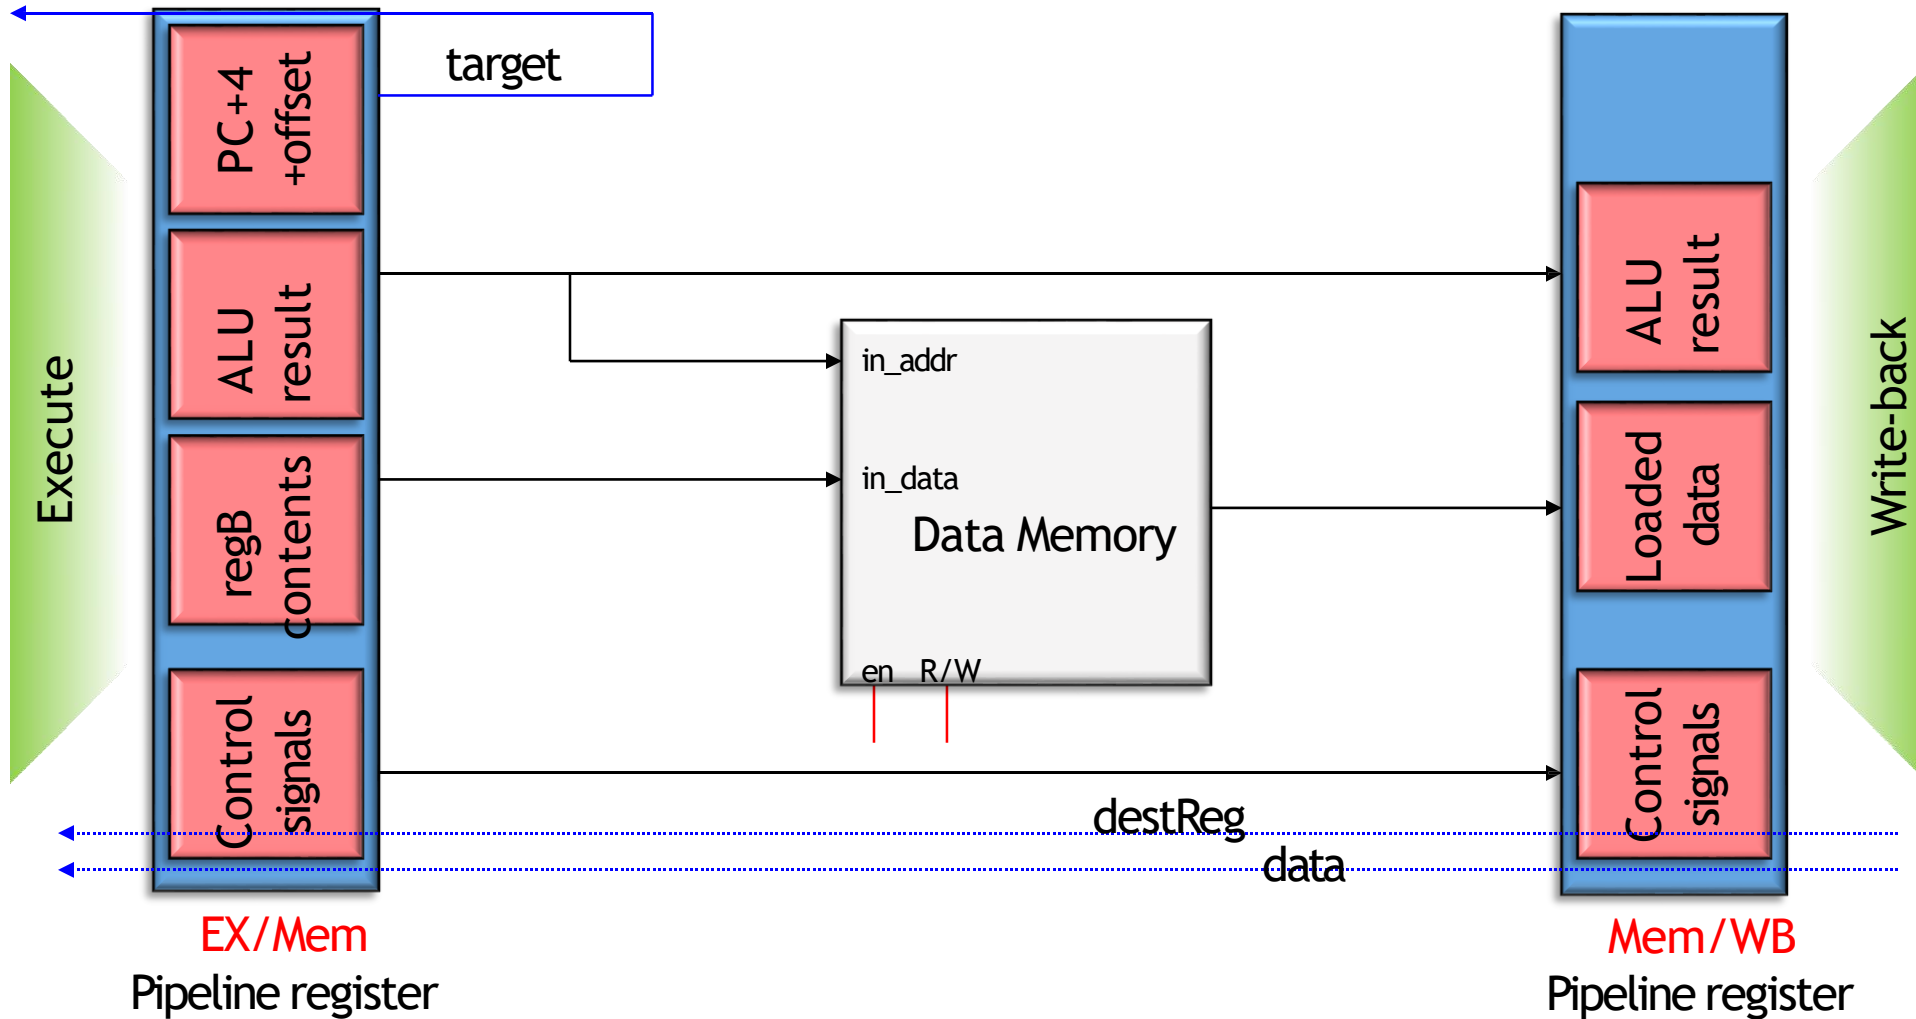 target
PC+4
+offset
ALU
result
regB
contents
Control
signals
Execute
in_addr
in_data
Data Memory
en R/W
ALU
result
Loaded
data
Control
signals
Write-back
destReg
data
EX/Mem
Pipeline register
Mem/WB
Pipeline register